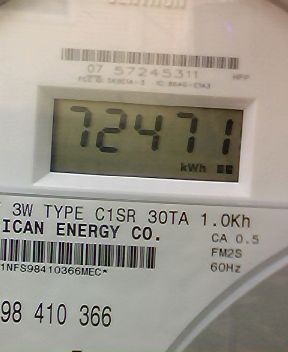 07 57245311 HPP
72471
kWh
3W TYPE C1SR 30TA 1.0Kh
ICAN ENERGY CO.
CA 0.5
FM2S
60Hz
1NFS98410366MEC*
98 410 366